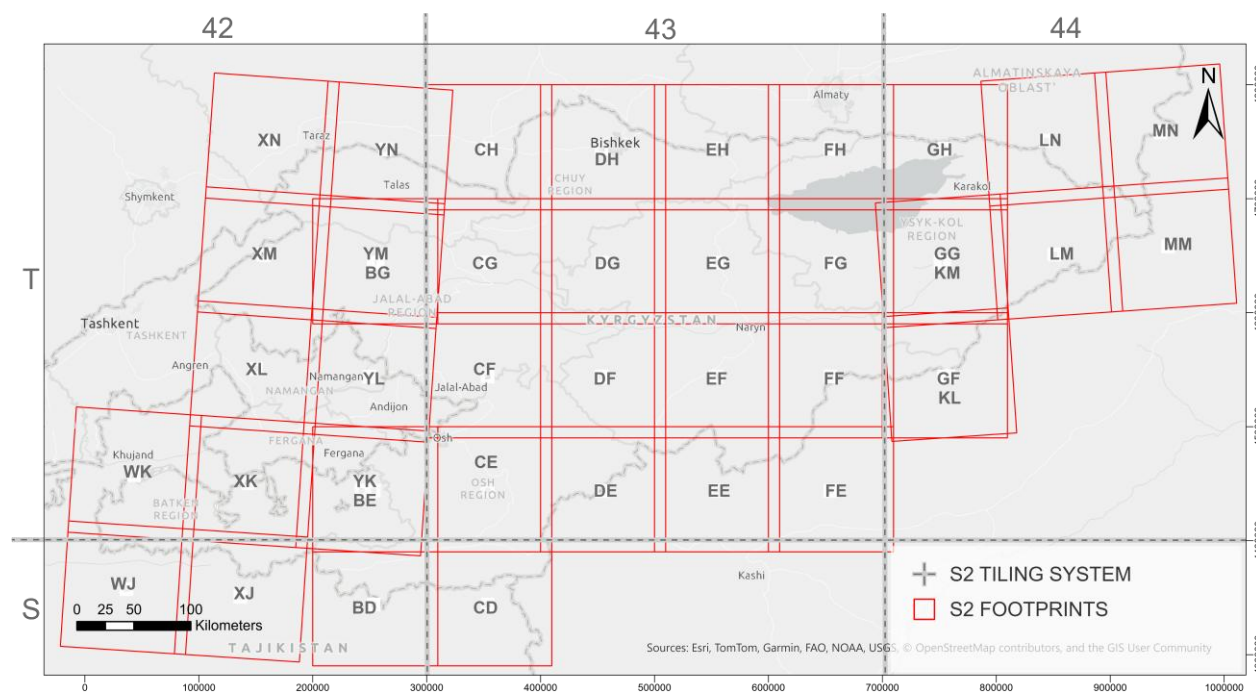 42 43 44
ALMATINSKAYA
OBLAST'
N
Almaty
XN Taraz YN CH Bishkek EH FH GH LN MN
DH
Talas CHUY
REGION Karakol
Shymkent
YSYK-KOL
REGION
T
XM YM CG DG EG FG GG LM MM
BG KM
JALAL-ABAD
REGION
KYRGYZSTAN
Tashkent
TASHKENT
Naryn
Angren
XL Namangan YL CF DF EF FF GF
KL
NAMANGAN
Jalal-Abad
Andijon
FERGANA Osh
Khujand Fergana
WK XK YK CE DE EE FE
BE
OSH
REGION
BATKEN
REGION
S
WJ XJ BD CD
Kashi
S2 TILING SYSTEM
S2 FOOTPRINTS
0 25 50 100
Kilometers
TAJIKISTAN
Sources: Esri, TomTom, Garmin, FAO, NOAA, USGS, © OpenStreetMap contributors, and the GIS User Community
0 100000 200000 300000 400000 500000 600000 700000 800000 900000 1000000